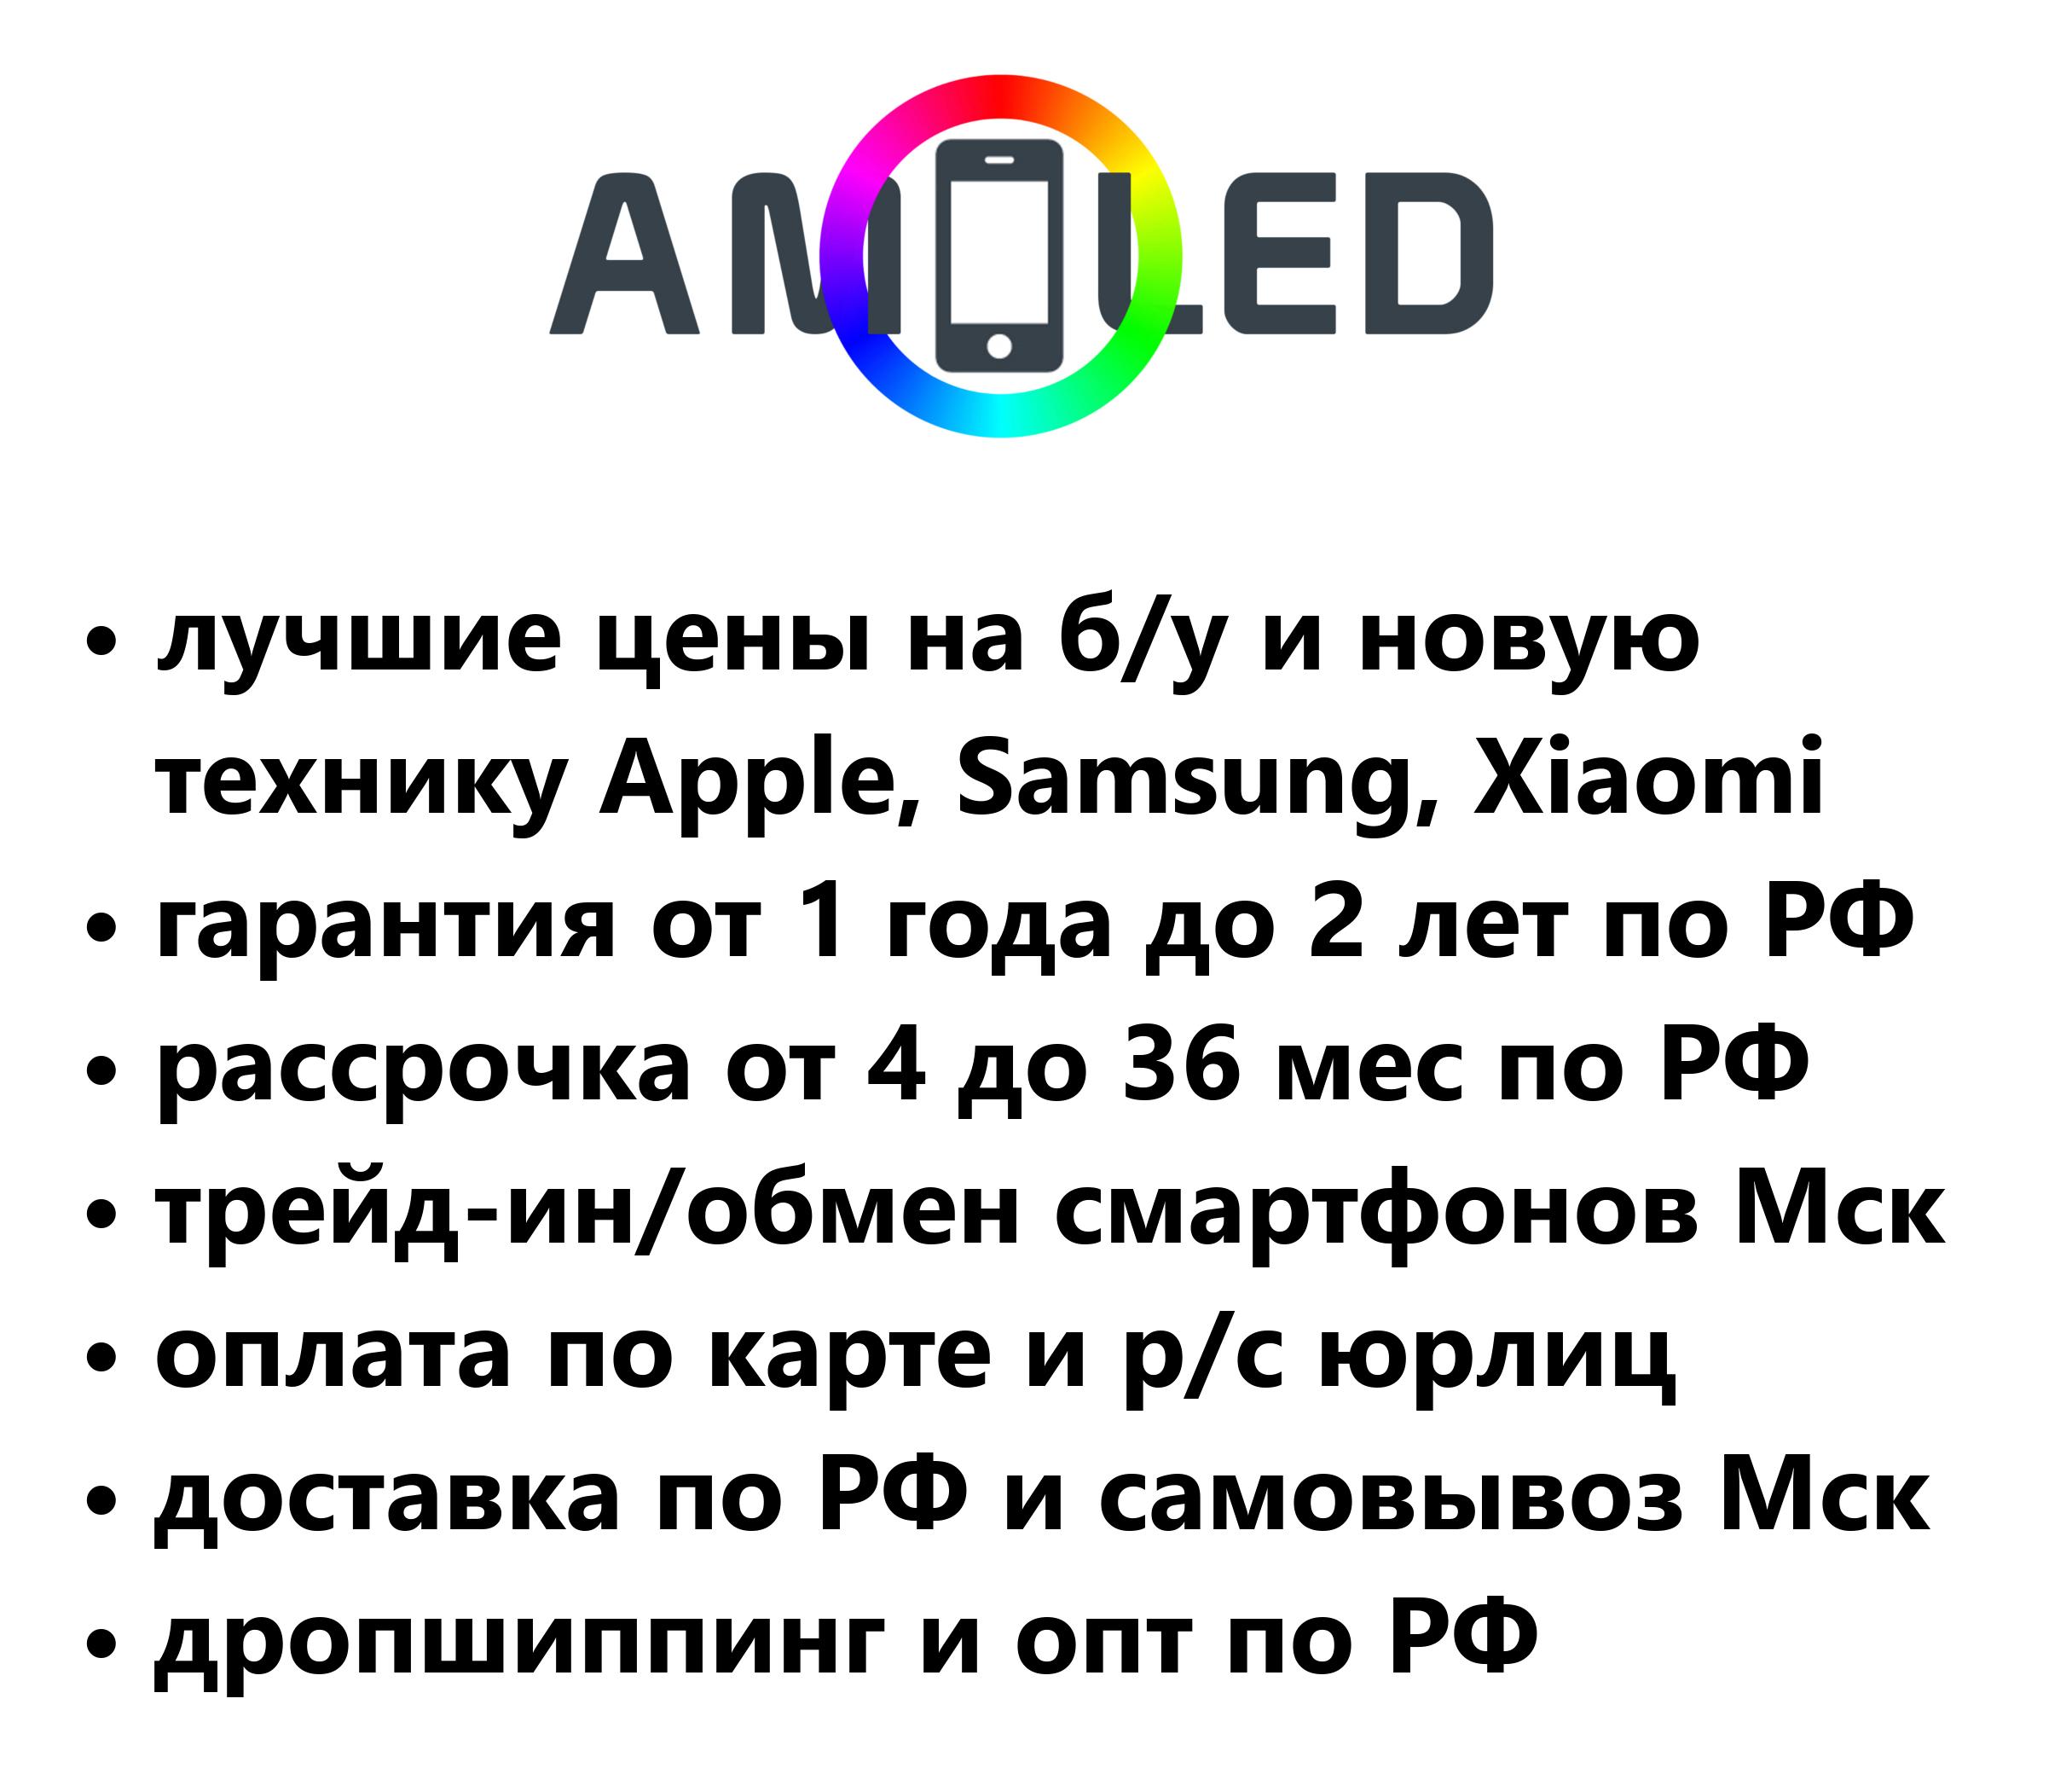 AMOLED
• лучшие цены на б/у и новую
технику Apple, Samsung, Xiaomi
• гарантия от 1 года до 2 лет по РФ
• рассрочка от 4 до 36 мес по РФ
• трейд-ин/обмен смартфонов Мск
• оплата по карте и р/с юрлиц
• доставка по РФ и самовывоз Мск
• дропшиппинг и опт по РФ